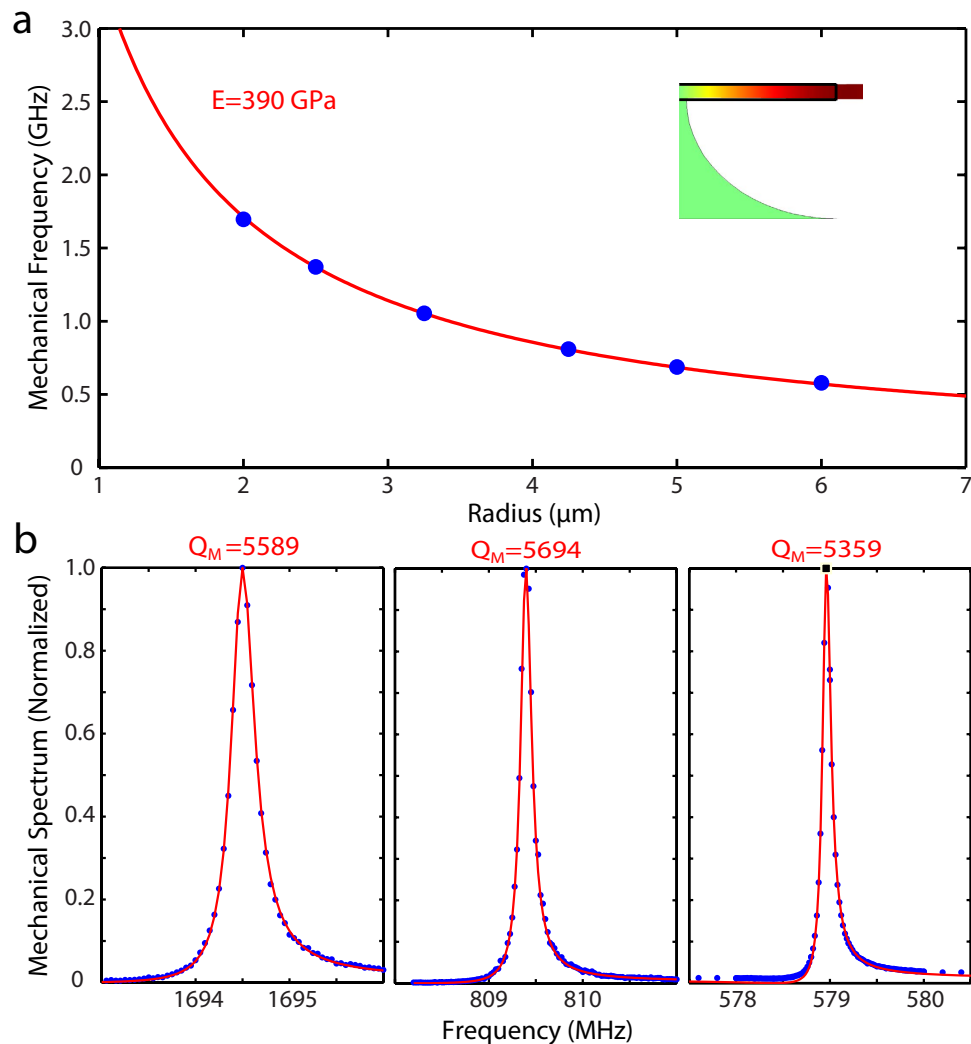 a
Mechanical Frequency (GHz)
3.0
2.5
2.0
1.5
1.0
0.5
0
E=390 GPa
1 2 3 4 5 6 7
Radius (µm)
b
Q_M=5589 Q_M=5694 Q_M=5359
Mechanical Spectrum (Normalized)
1.0
0.8
0.6
0.4
0.2
0
1694 1695 809 810 578 579 580
Frequency (MHz)